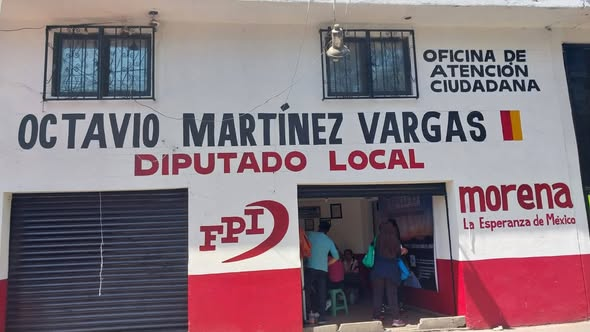 OFICINA DE
ATENCIÓN
CIUDADANA
OCTAVIO MARTÍNEZ VARGAS
DIPUTADO LOCAL
FPI
morena
La Esperanza de México